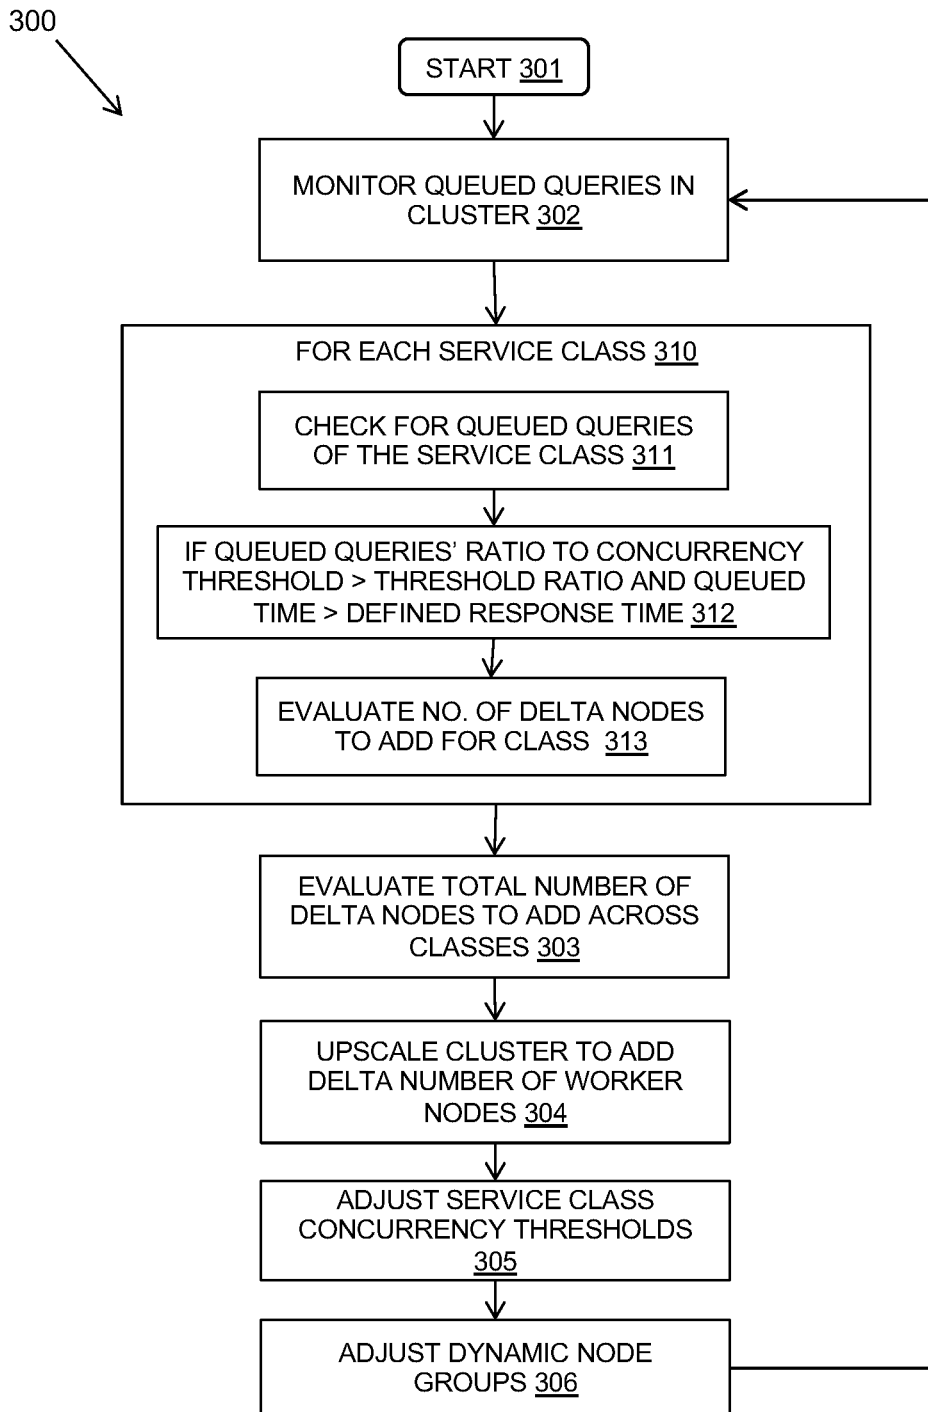 300
START 301
MONITOR QUEUED QUERIES IN
CLUSTER 302
FOR EACH SERVICE CLASS 310
CHECK FOR QUEUED QUERIES
OF THE SERVICE CLASS 311
IF QUEUED QUERIES’ RATIO TO CONCURRENCY
THRESHOLD > THRESHOLD RATIO AND QUEUED
TIME > DEFINED RESPONSE TIME 312
EVALUATE NO. OF DELTA NODES
TO ADD FOR CLASS 313
EVALUATE TOTAL NUMBER OF
DELTA NODES TO ADD ACROSS
CLASSES 303
UPSCALE CLUSTER TO ADD
DELTA NUMBER OF WORKER
NODES 304
ADJUST SERVICE CLASS
CONCURRENCY THRESHOLDS
305
ADJUST DYNAMIC NODE
GROUPS 306